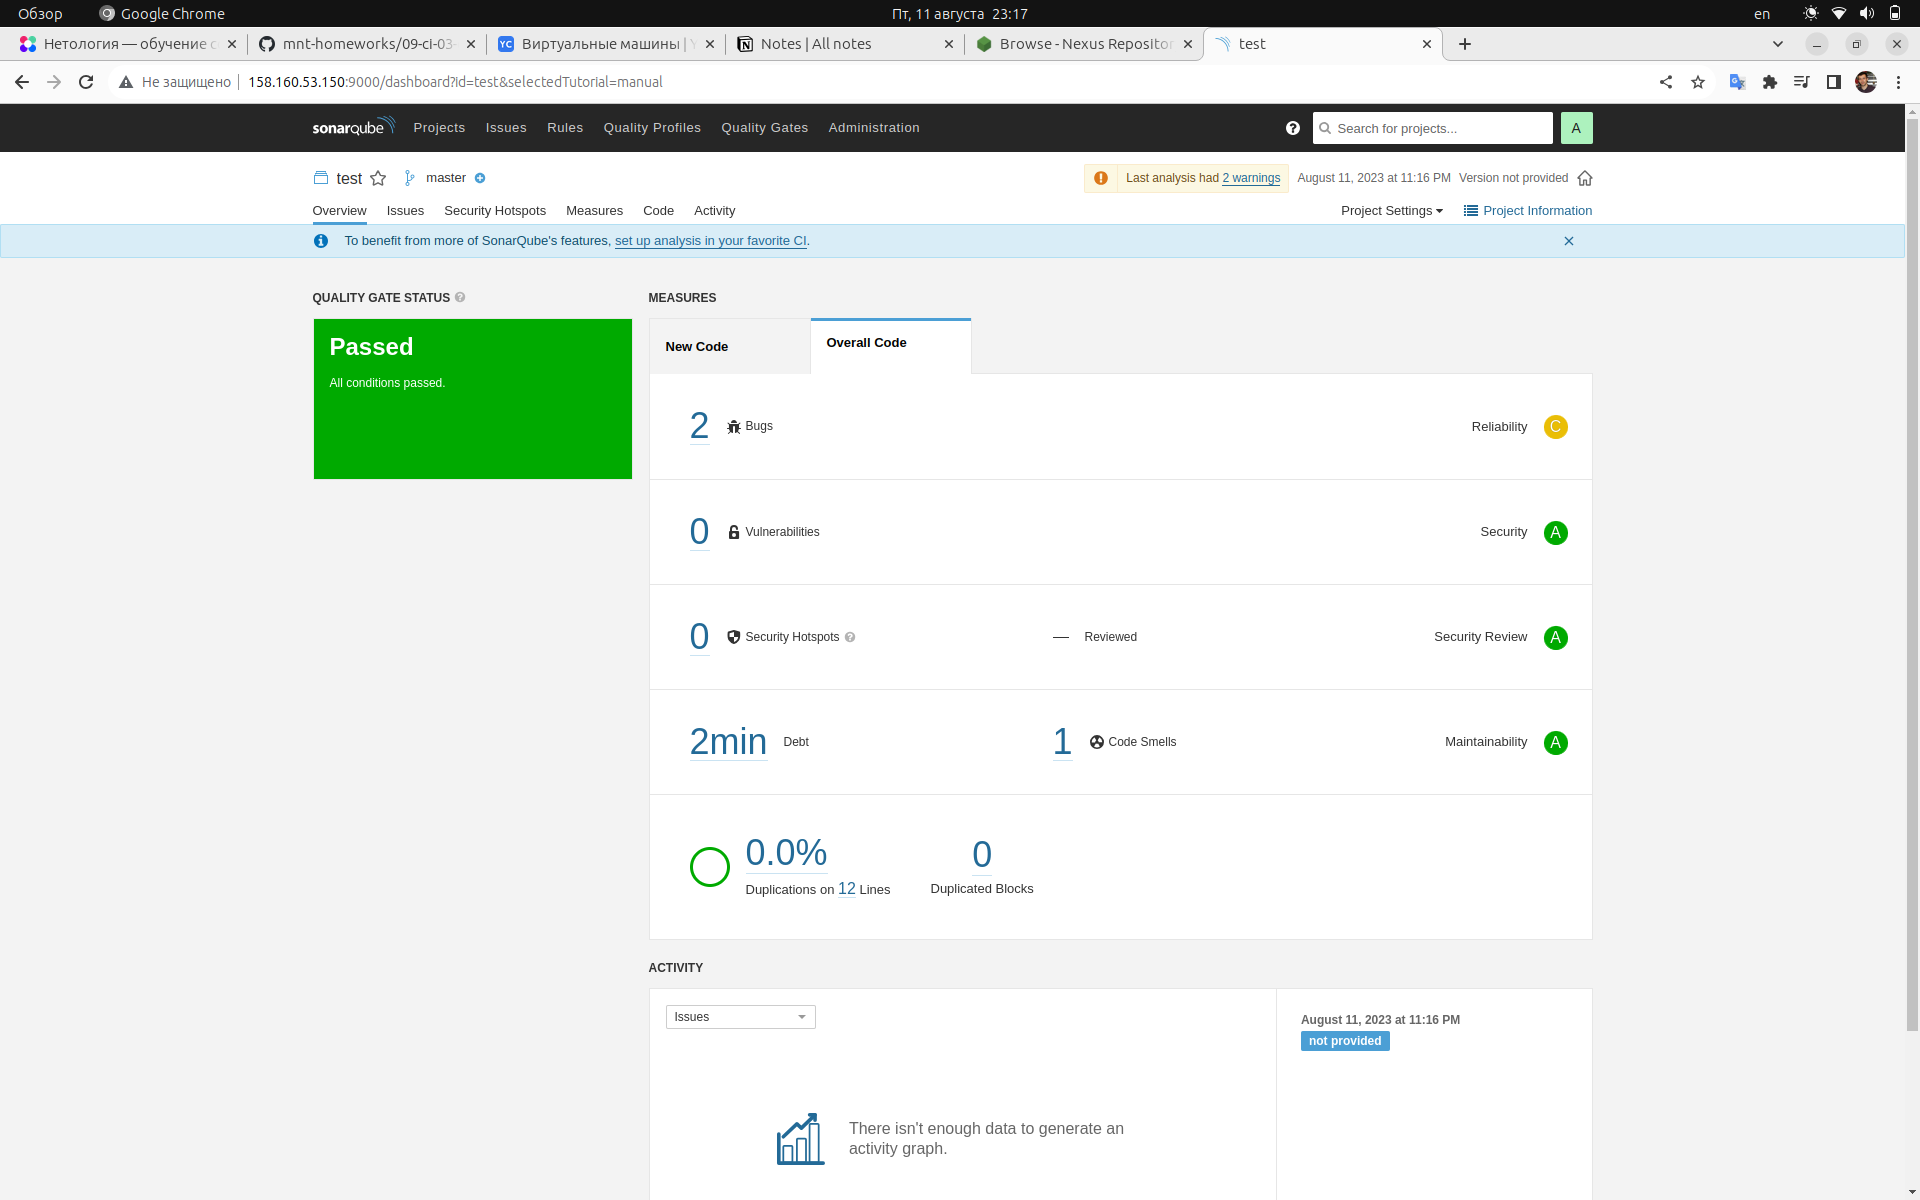 Обзор Google Chrome Пт, 11 августа 23:17 en
Нетология — обучение с mnt-homeworks/09-ci-03- YC Виртуальные машины | Y Notes | All notes Browse - Nexus Repositor test
Не защищено 158.160.53.150:9000/dashboard?id=test&selectedTutorial=manual
sonarqube Projects Issues Rules Quality Profiles Quality Gates Administration Search for projects... A
test master Last analysis had 2 warnings August 11, 2023 at 11:16 PM Version not provided
Overview Issues Security Hotspots Measures Code Activity Project Settings Project Information
To benefit from more of SonarQube's features, set up analysis in your favorite CI.
QUALITY GATE STATUS MEASURES
Passed
All conditions passed.
New Code Overall Code
2 Bugs Reliability C
0 Vulnerabilities Security A
0 Security Hotspots — Reviewed Security Review A
2min Debt 1 Code Smells Maintainability A
0.0% 0
Duplications on 12 Lines Duplicated Blocks
ACTIVITY
Issues August 11, 2023 at 11:16 PM
not provided
There isn't enough data to generate an
activity graph.